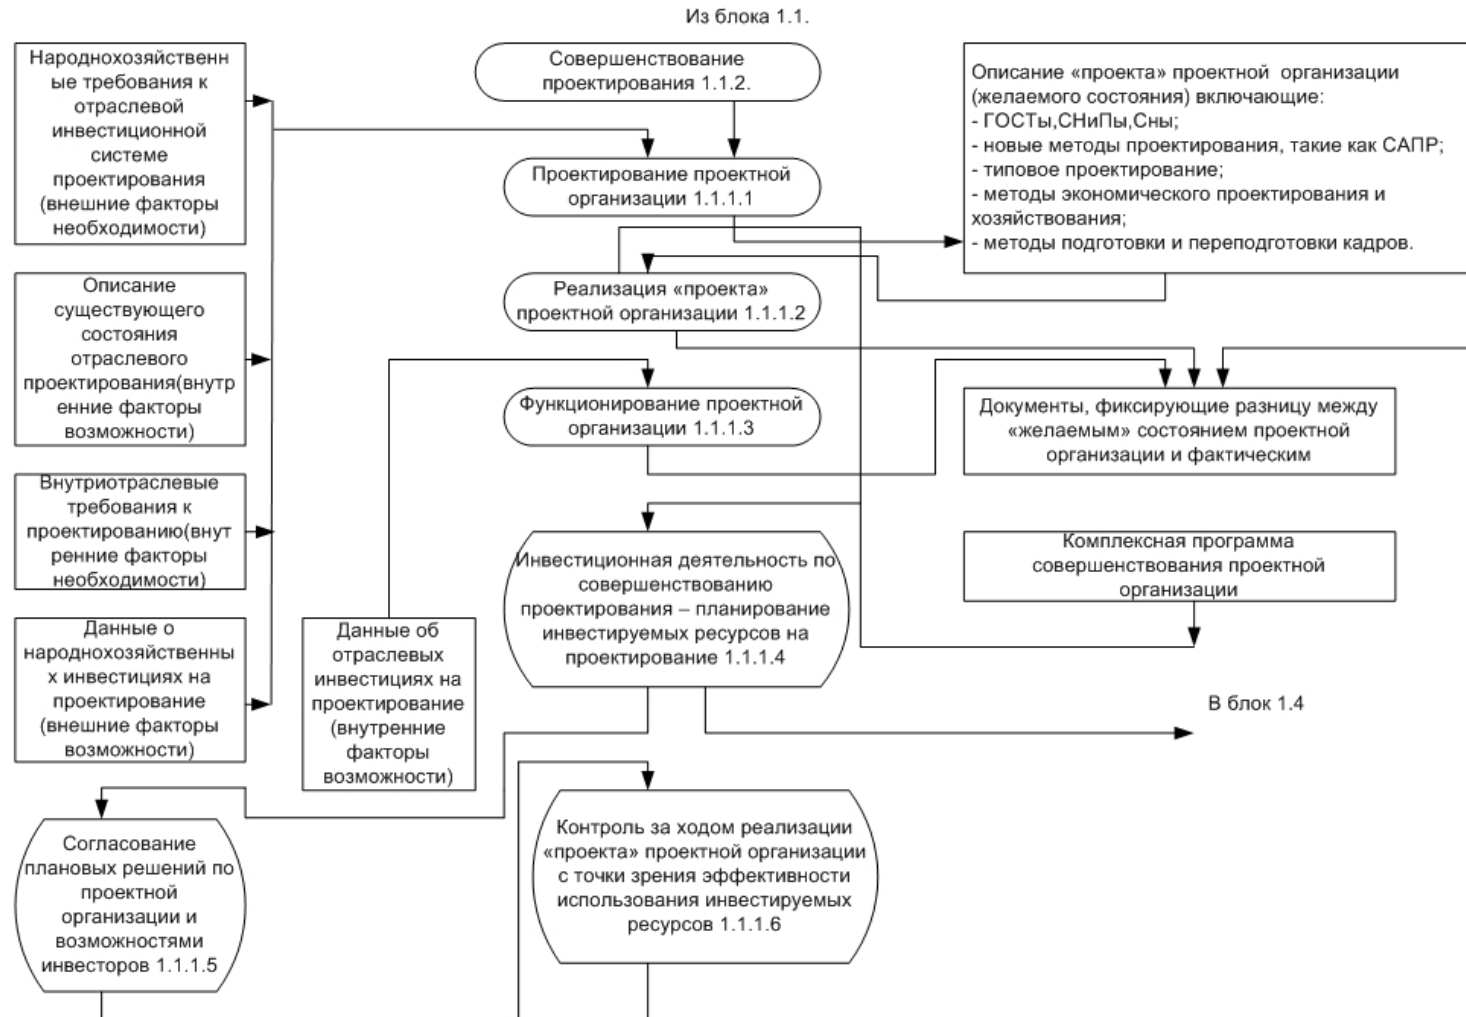 Из блока 1.1.
Народнохозяйственн
ые требования к
отраслевой
инвестиционной
системе
проектирования
(внешние факторы
необходимости)
Совершенствование
проектирования 1.1.2.
Описание «проекта» проектной организации
(желаемого состояния) включающие:
- ГОСТы,СНиПы,Сны;
- новые методы проектирования, такие как САПР;
- типовое проектирование;
- методы экономического проектирования и
хозяйствования;
- методы подготовки и переподготовки кадров.
Проектирование проектной
организации 1.1.1.1
Описание
существующего
состояния
отраслевого
проектирования(внутр
енние факторы
возможности)
Реализация «проекта»
проектной организации 1.1.1.2
Функционирование проектной
организации 1.1.1.3
Документы, фиксирующие разницу между
«желаемым» состоянием проектной
организации и фактическим
Внутриотраслевые
требования к
проектированию(внут
ренние факторы
необходимости)
Инвестиционная деятельность по
совершенствованию
проектирования – планирование
инвестируемых ресурсов на
проектирование 1.1.1.4
Комплексная программа
совершенствования проектной
организации
Данные о
народнохозяйственны
х инвестициях на
проектирование
(внешние факторы
возможности)
Данные об
отраслевых
инвестициях на
проектирование
(внутренние
факторы
возможности)
В блок 1.4
Согласование
плановых решений по
проектной
организации и
возможностями
инвесторов 1.1.1.5
Контроль за ходом реализации
«проекта» проектной организации
с точки зрения эффективности
использования инвестируемых
ресурсов 1.1.1.6